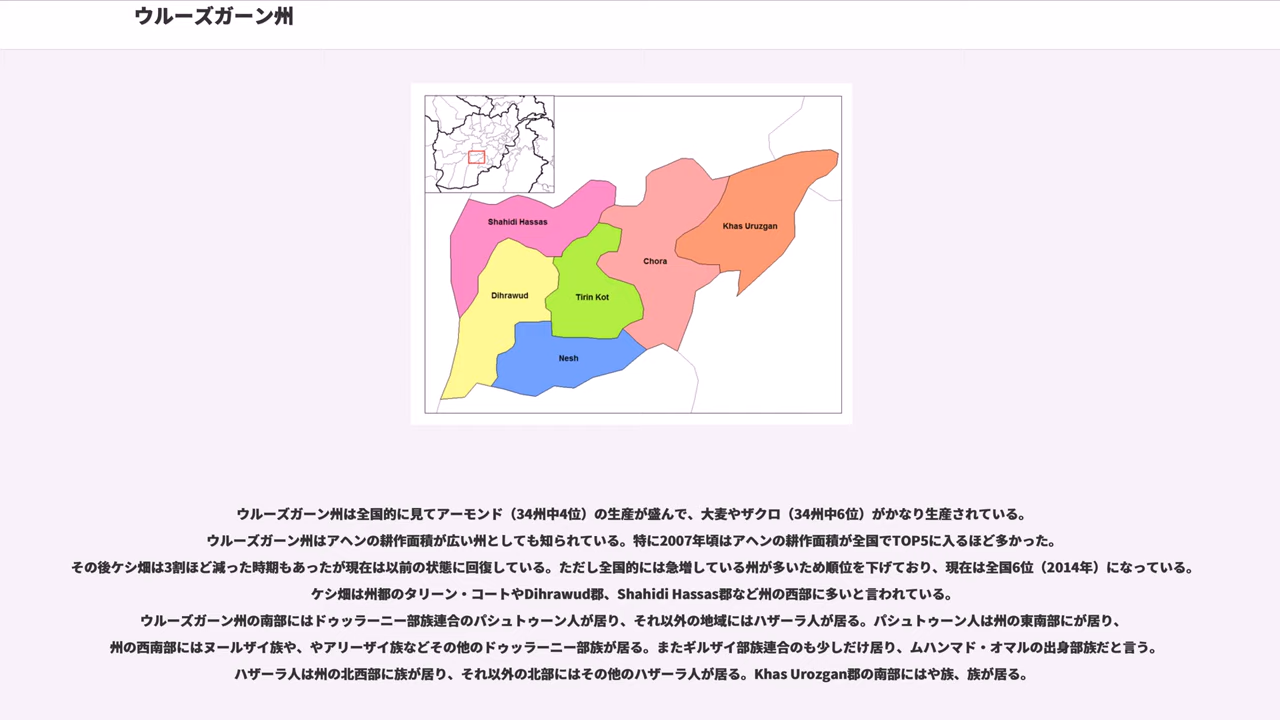 ウルーズガーン州
Shahidi Hassas
Khas Uruzgan
Chora
Dihrawud
Tirin Kot
Nesh
ウルーズガーン州は全国的に見てアーモンド（34州中4位）の生産が盛んで、大麦やザクロ（34州中6位）がかなり生産されている。
ウルーズガーン州はアヘンの耕作面積が広い州としても知られている。特に2007年頃はアヘンの耕作面積が全国でTOP5に入るほど多かった。
その後ケシ畑は3割ほど減った時期もあったが現在は以前の状態に回復している。ただし全国的には急増している州が多いため順位を下げており、現在は全国6位（2014年）になっている。
ケシ畑は州都のタリーン・コートやDihrawud郡、Shahidi Hassas郡など州の西部に多いと言われている。
ウルーズガーン州の南部にはドゥッラーニー部族連合のパシュトゥーン人が居り、それ以外の地域にはハザーラ人が居る。パシュトゥーン人は州の東南部にが居り、
州の西南部にはヌールザイ族や、やアリーザイ族などその他のドゥッラーニー部族が居る。またギルザイ部族連合のも少しだけ居り、ムハンマド・オマルの出身部族だと言う。
ハザーラ人は州の北西部に族が居り、それ以外の北部にはその他のハザーラ人が居る。Khas Urozgan郡の南部にはや族、族が居る。